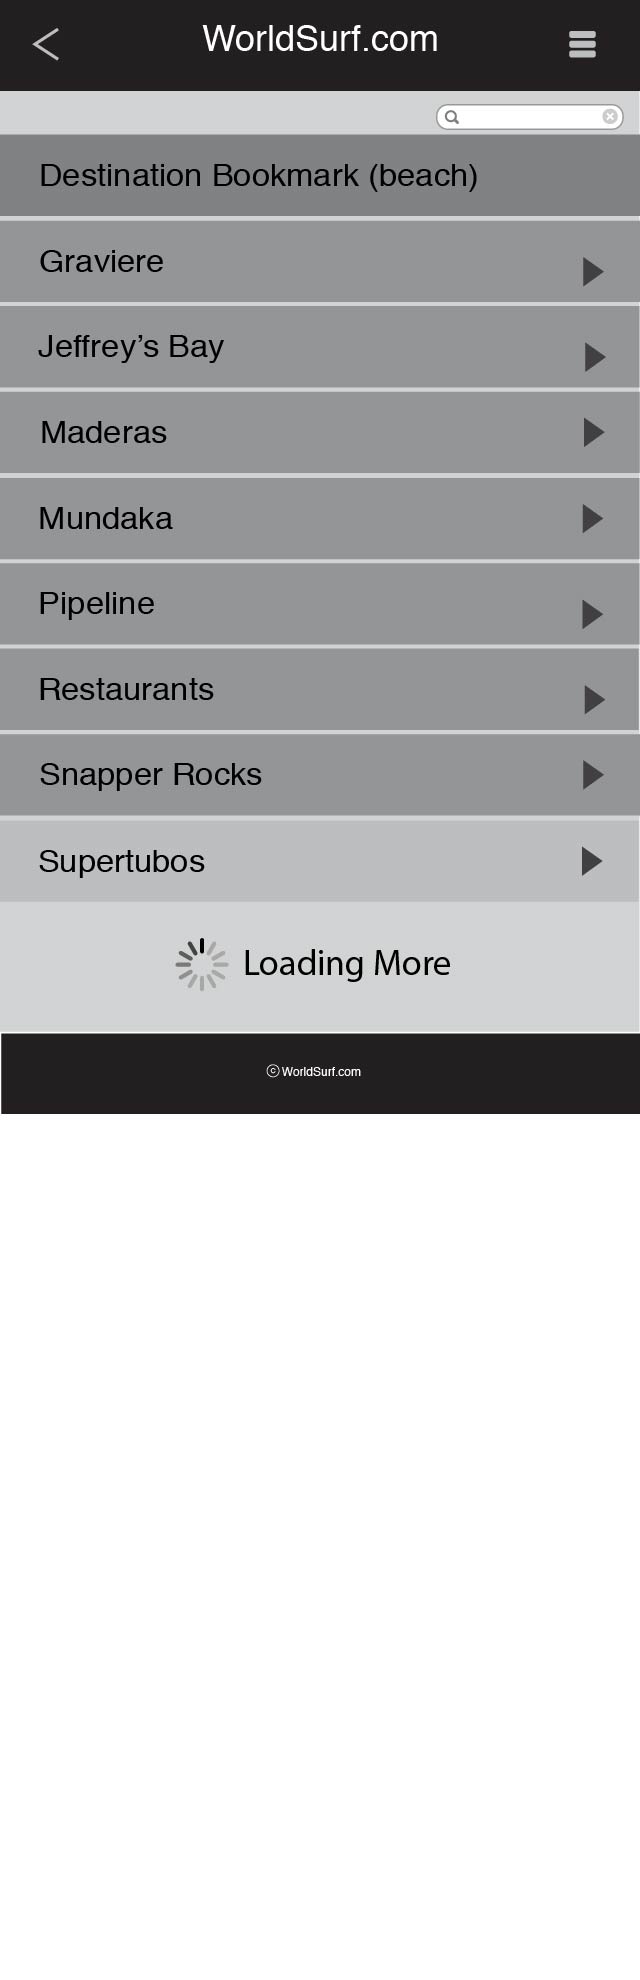 WorldSurf.com
Destination Bookmark (beach)
Graviere
Jeffrey’s Bay
Maderas
Mundaka
Pipeline
Restaurants
Snapper Rocks
Supertubos
Loading More
© WorldSurf.com